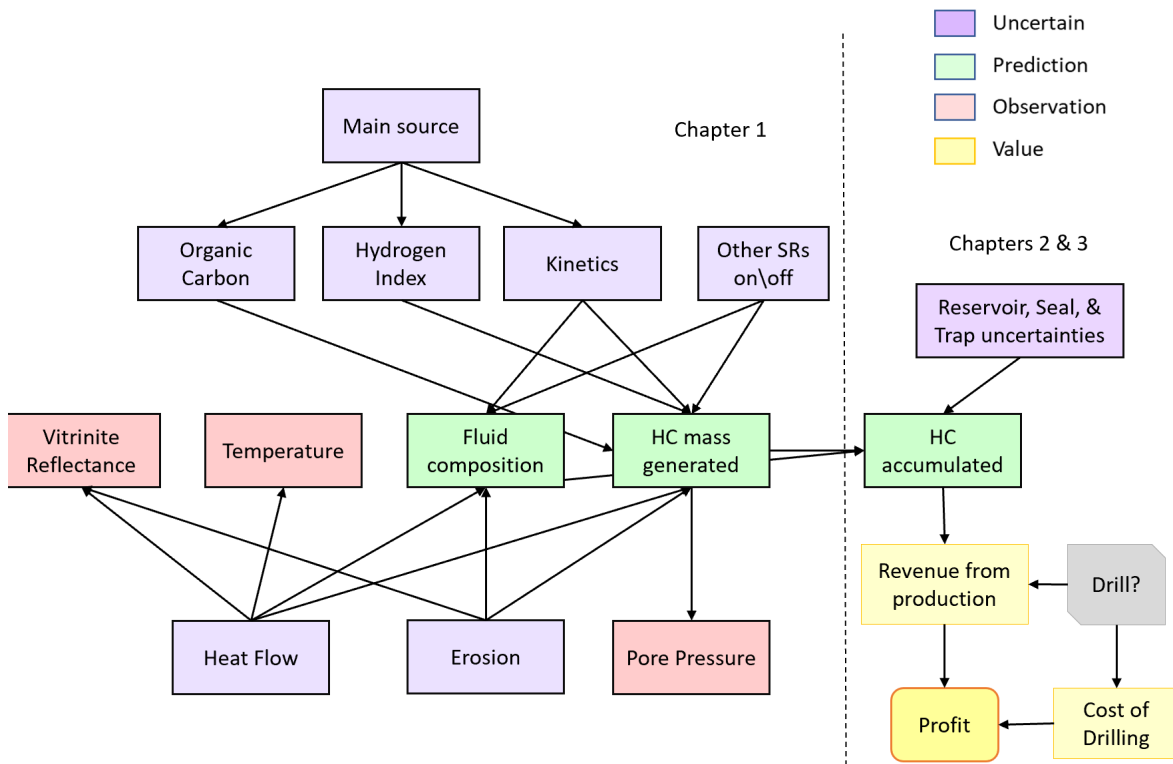 Uncertain
Prediction
Observation
Value
Main source
Chapter 1
Organic
Carbon
Hydrogen
Index
Kinetics
Other SRs
on\off
Chapters 2 & 3
Reservoir, Seal, &
Trap uncertainties
Vitrinite
Reflectance
Temperature
Fluid
composition
HC mass
generated
HC
accumulated
Revenue from
production
Drill?
Heat Flow
Erosion
Pore Pressure
Profit
Cost of
Drilling